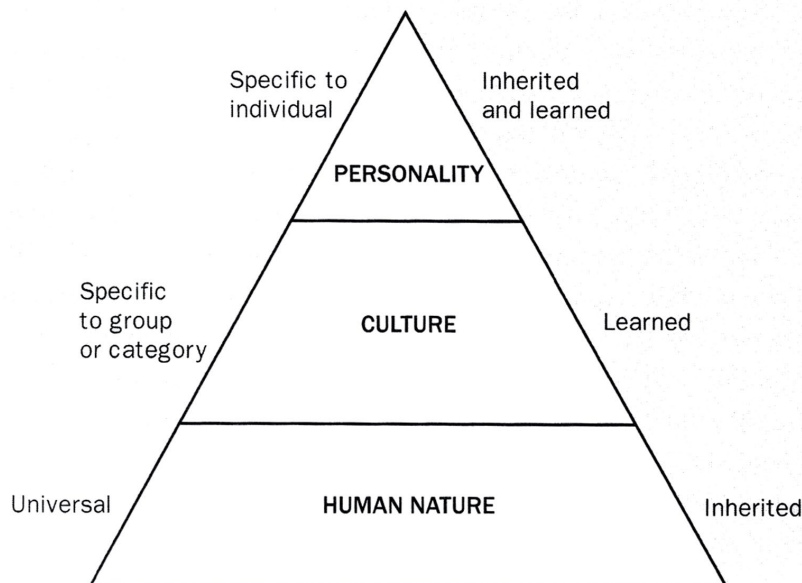 Specific to
individual
Inherited
and learned
PERSONALITY
Specific
to group
or category
CULTURE
Learned
Universal
HUMAN NATURE
Inherited